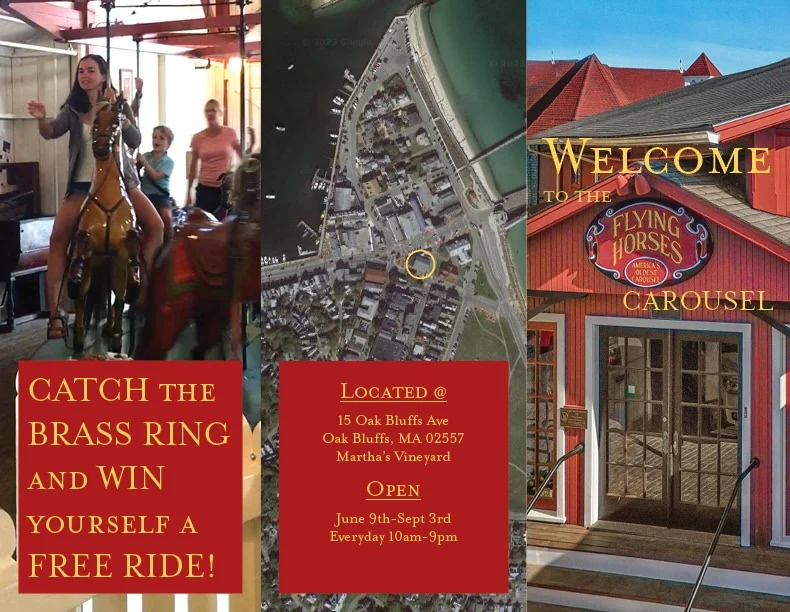 CATCH THE
BRASS RING
AND WIN
YOURSELF A
FREE RIDE!
LOCATED @
15 Oak Bluffs Ave
Oak Bluffs, MA 02557
Martha's Vineyard
OPEN
June 9th-Sept 3rd
Everyday 10am-9pm
WELCOME
TO THE
FLYING
HORSES
AMERICA'S
OLDEST
CAROUSEL
CAROUSEL